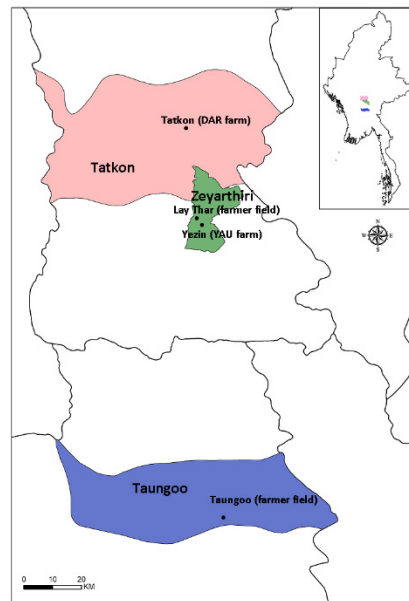 Tatkon (DAR farm)
Tatkon
Zeyarthiri
Lay Thar (farmer field)
Yezin (YAU farm)
N
W E
S
Taungoo
Taungoo (farmer field)
0 5 10 20
KM